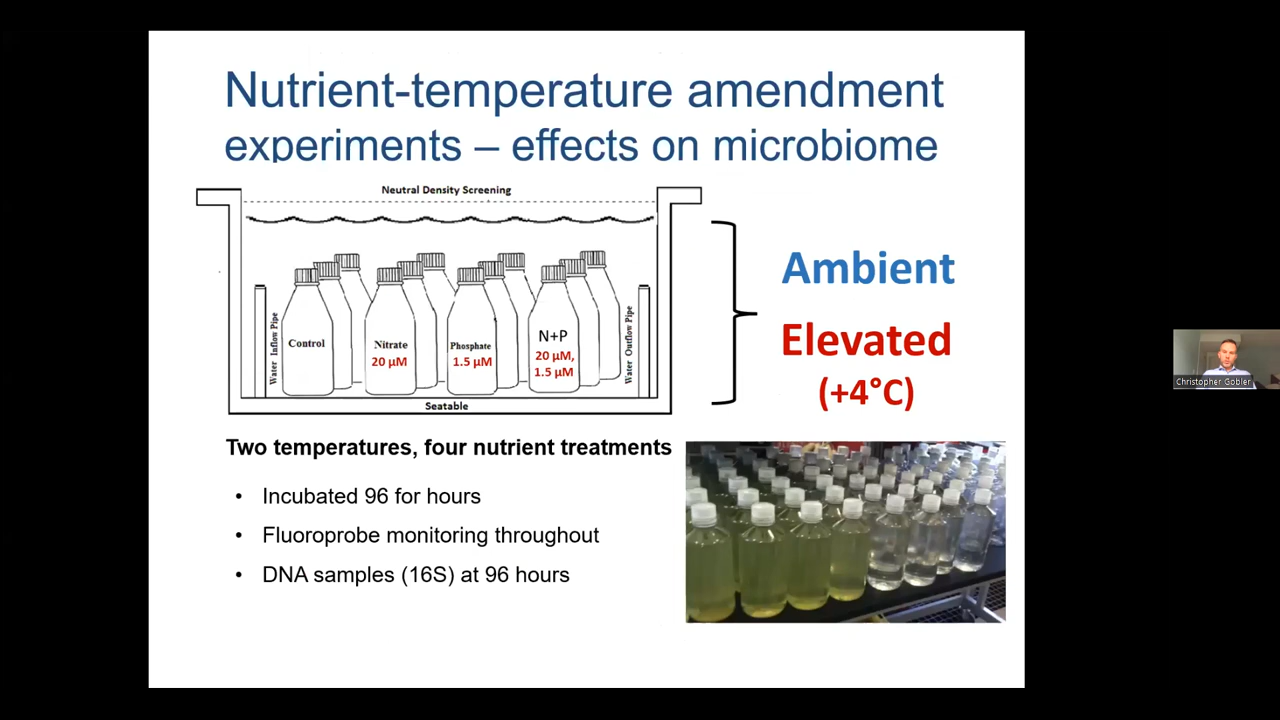 Nutrient-temperature amendment
experiments – effects on microbiome
Neutral Density Screening
Water Inflow Pipe
Control
Nitrate
20 µM
Phosphate
1.5 µM
N+P
20 µM,
1.5 µM
Water Outflow Pipe
Seatable
Ambient
Elevated
(+4°C)
Two temperatures, four nutrient treatments
• Incubated 96 for hours
• Fluoroprobe monitoring throughout
• DNA samples (16S) at 96 hours
Christopher Gobler